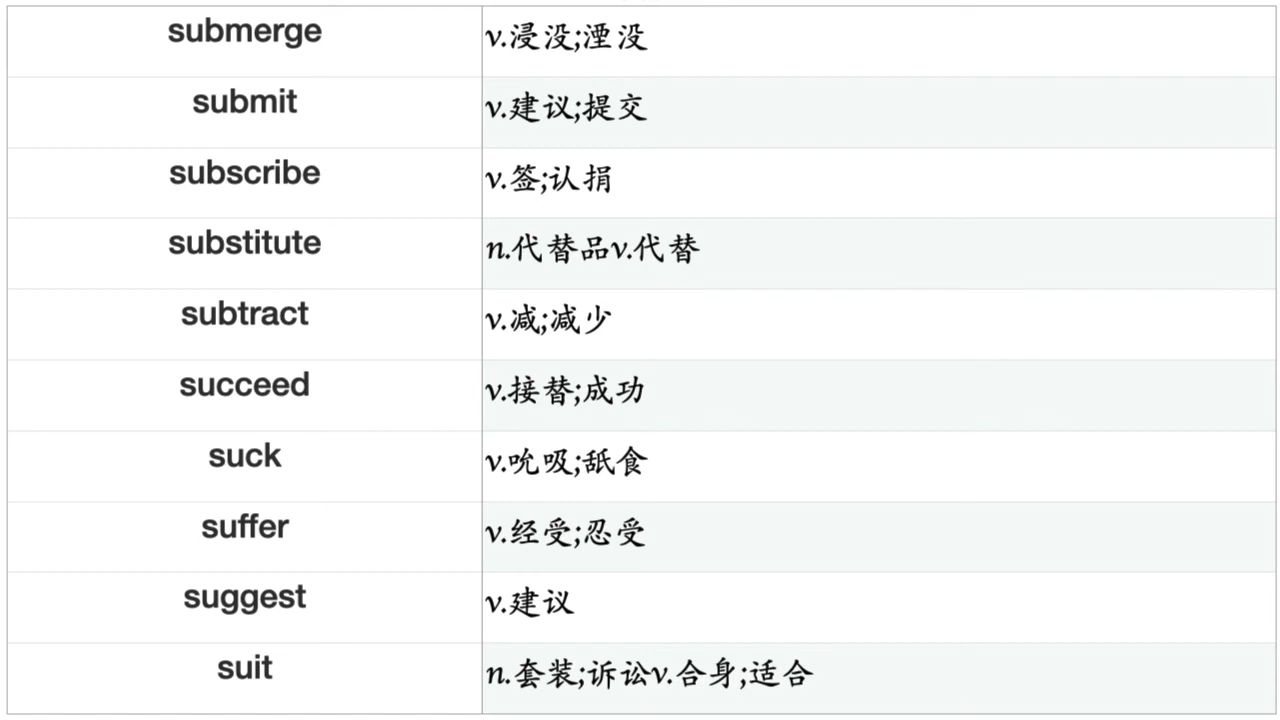 submerge v.浸没;湮没
submit v.建议;提交
subscribe v.签;认捐
substitute n.代替品v.代替
subtract v.减;减少
succeed v.接替;成功
suck v.吮吸;舐食
suffer v.经受;忍受
suggest v.建议
suit n.套装;诉讼v.合身;适合